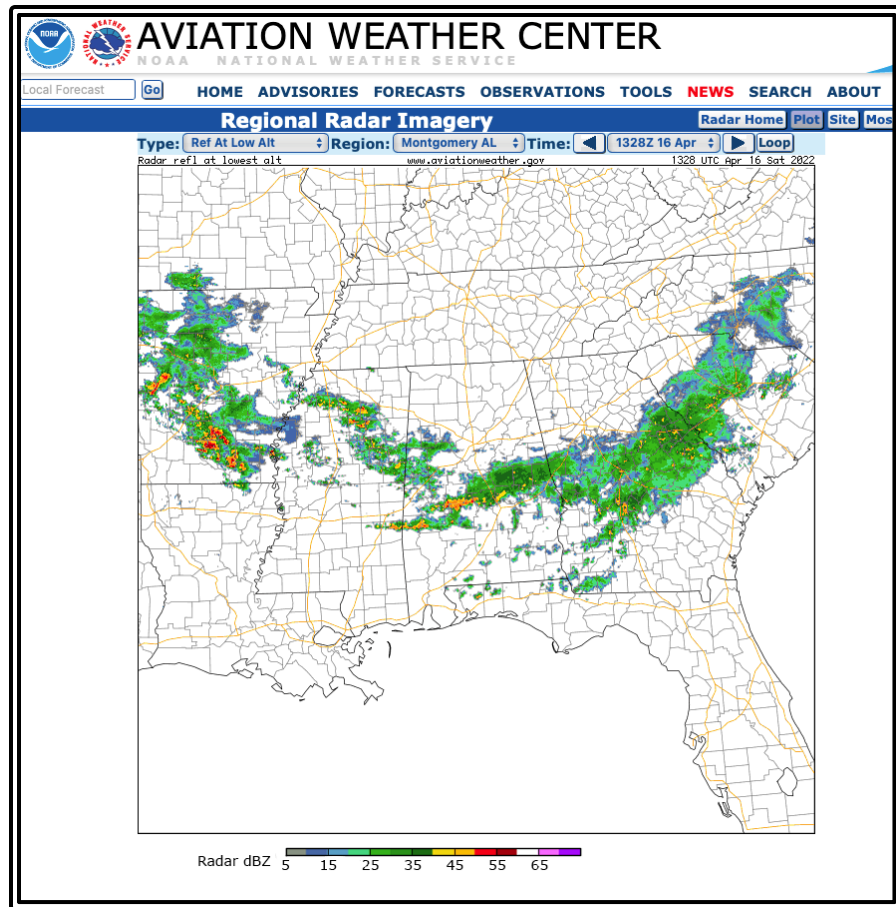 NOAA
AVIATION WEATHER CENTER
NOAA NATIONAL WEATHER SERVICE
Local Forecast Go HOME ADVISORIES FORECASTS OBSERVATIONS TOOLS NEWS SEARCH ABOUT
Regional Radar Imagery Radar Home Plot Site Mos
Type: Ref At Low Alt Region: Montgomery AL Time: 1328Z 16 Apr Loop
Radar refl at lowest alt www.aviationweather.gov 1328 UTC Apr 16 Sat 2022
Radar dBZ 5 15 25 35 45 55 65